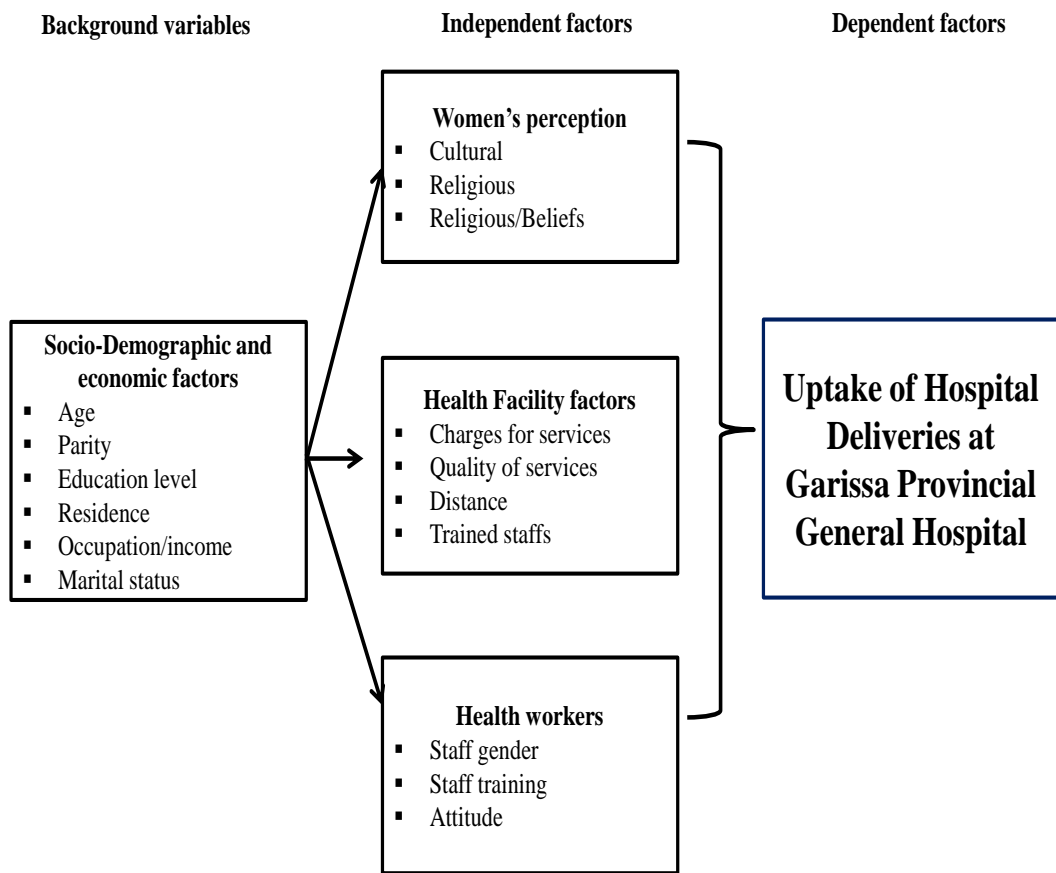 Background variables
Independent factors
Dependent factors
Socio-Demographic and
economic factors
▪ Age
▪ Parity
▪ Education level
▪ Residence
▪ Occupation/income
▪ Marital status
Women’s perception
▪ Cultural
▪ Religious
▪ Religious/Beliefs
Health Facility factors
▪ Charges for services
▪ Quality of services
▪ Distance
▪ Trained staffs
Health workers
▪ Staff gender
▪ Staff training
▪ Attitude
Uptake of Hospital
Deliveries at
Garissa Provincial
General Hospital